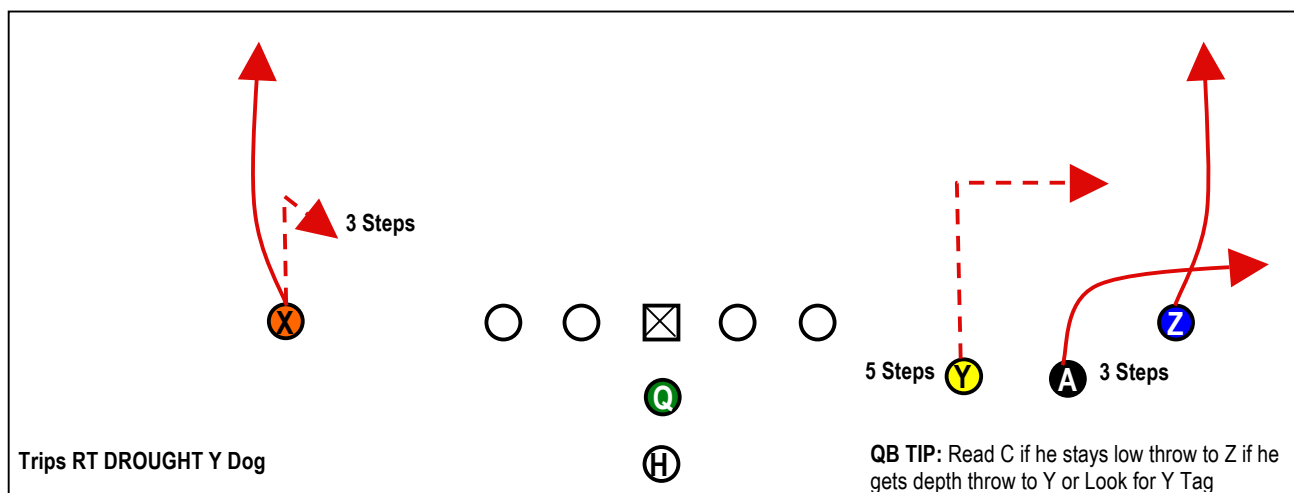 3 Steps
X
Z
5 Steps Y A 3 Steps
Q
Trips RT DROUGHT Y Dog
H
QB TIP: Read C if he stays low throw to Z if he
gets depth throw to Y or Look for Y Tag